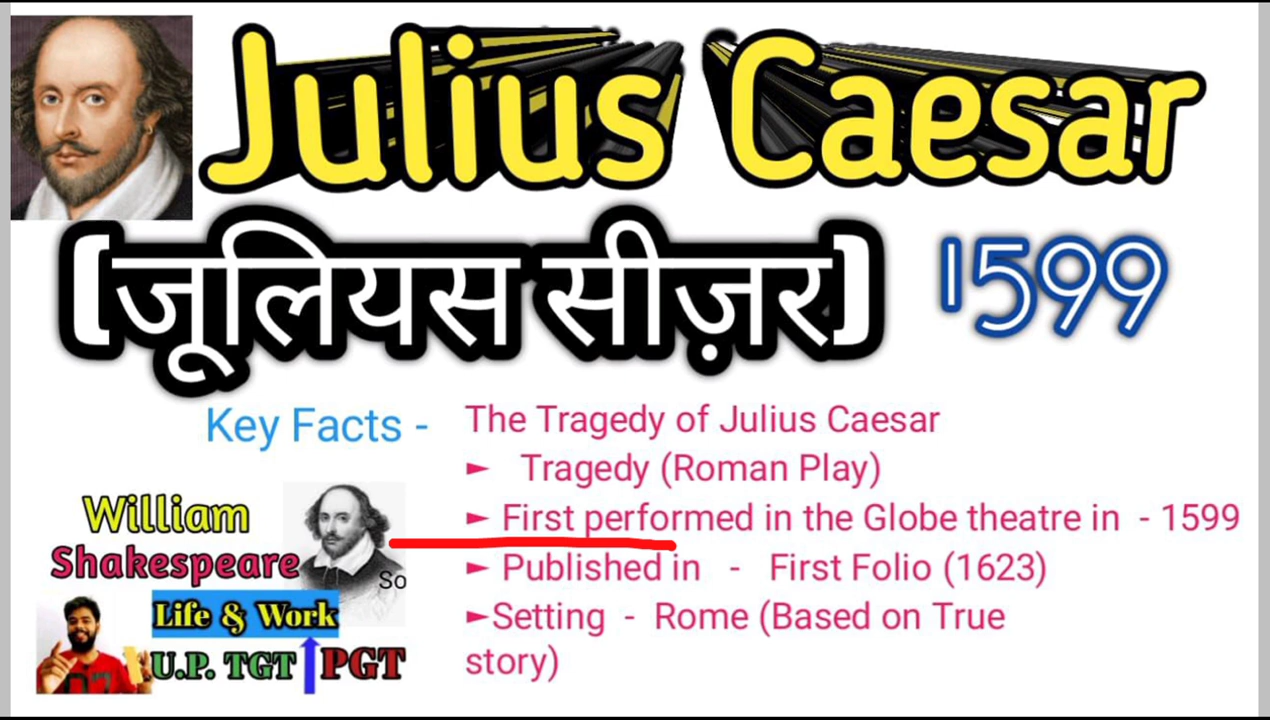 Julius Caesar
(जूलियस सीज़र) 1599
Key Facts -
The Tragedy of Julius Caesar
► Tragedy (Roman Play)
► First performed in the Globe theatre in - 1599
► Published in - First Folio (1623)
►Setting - Rome (Based on True
story)
William
Shakespeare
So
Life & Work
U.P. TGT PGT